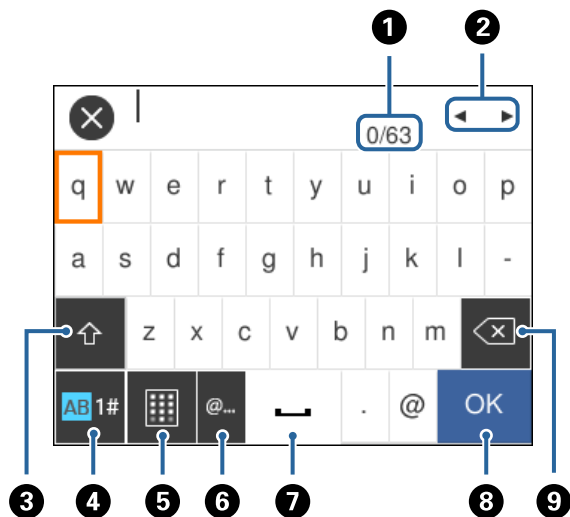 1 2
0/63
q w e r t y u i o p
a s d f g h j k l -
z x c v b n m
AB 1# @... . @ OK
3 4 5 6 7 8 9